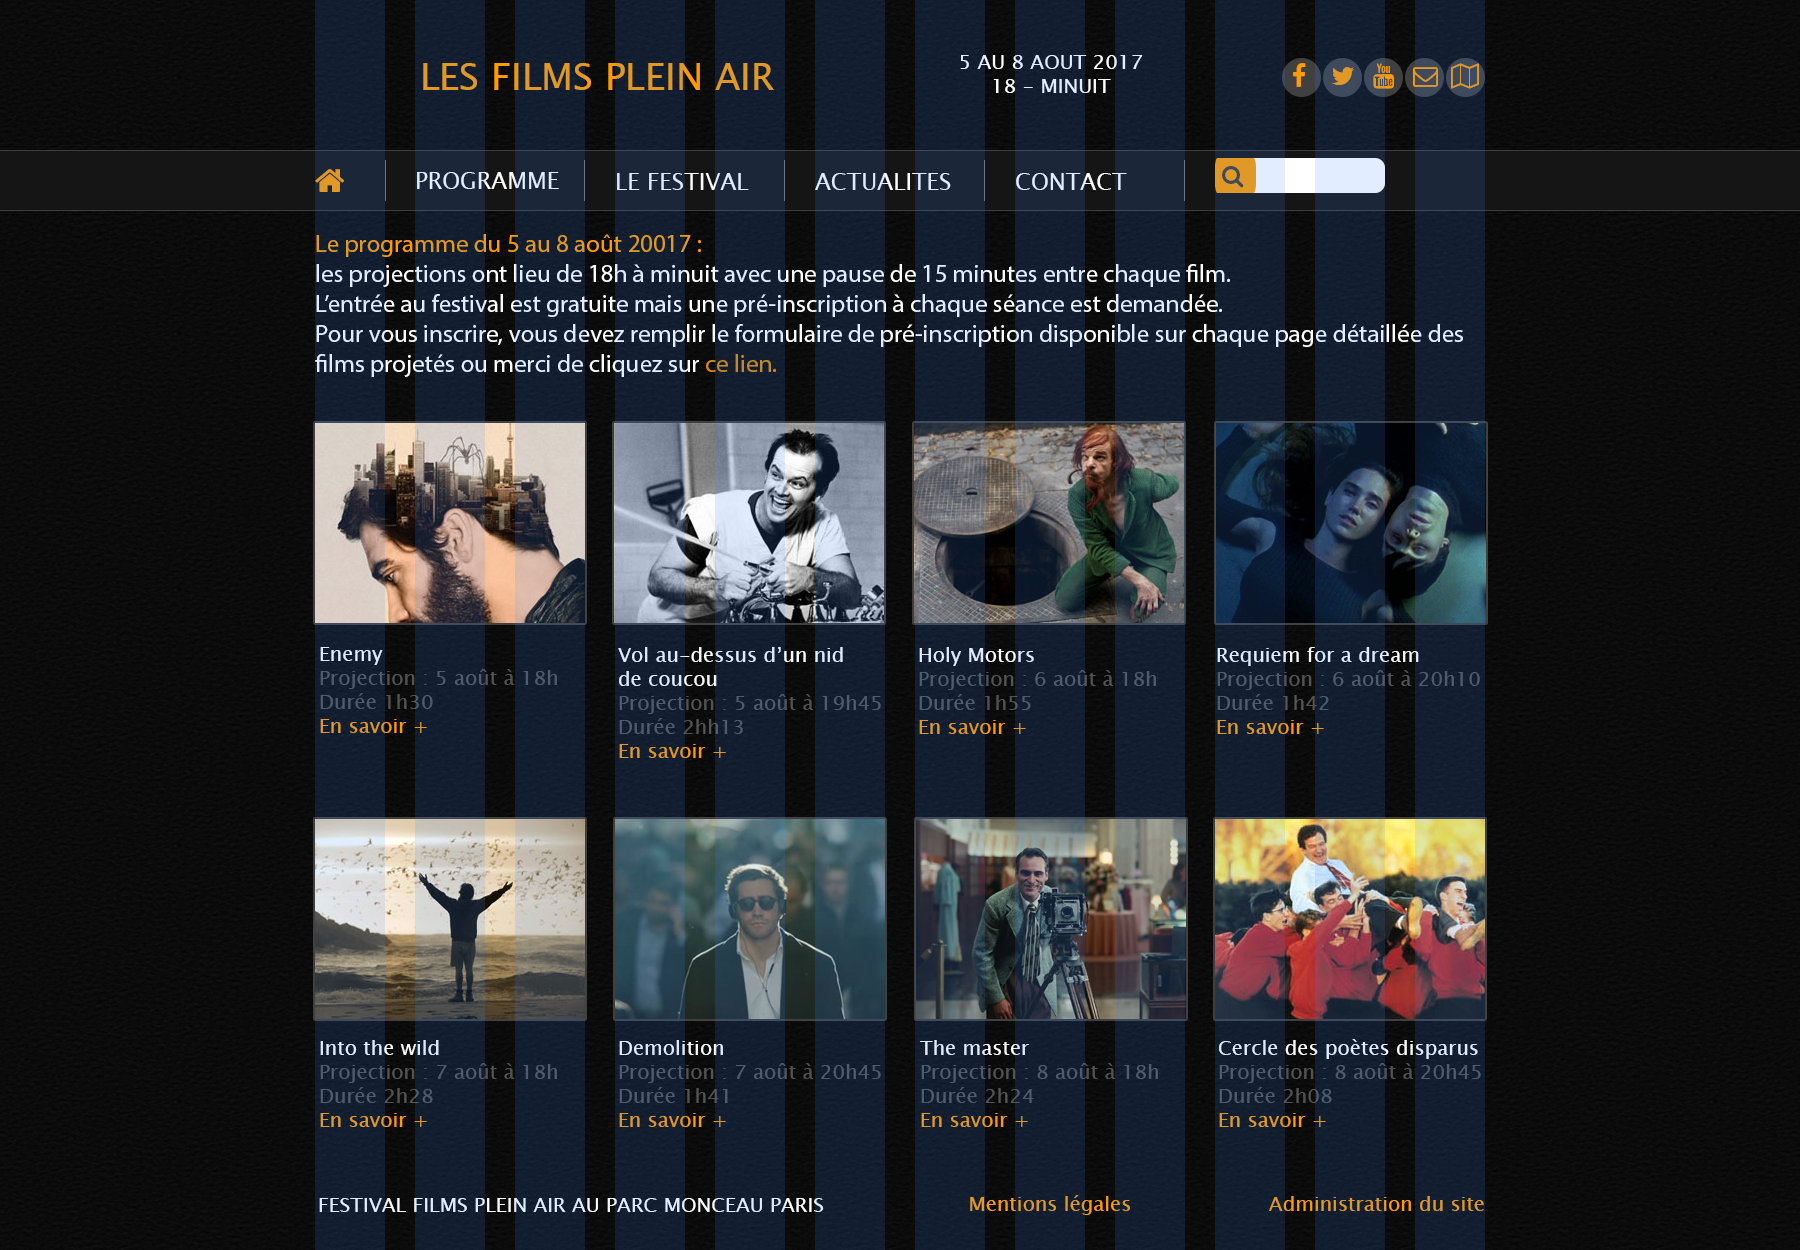 LES FILMS PLEIN AIR
5 AU 8 AOUT 2017
18 - MINUIT
You
Tube
PROGRAMME
LE FESTIVAL
ACTUALITES
CONTACT
Le programme du 5 au 8 août 20017 :
les projections ont lieu de 18h à minuit avec une pause de 15 minutes entre chaque film.
L’entrée au festival est gratuite mais une pré-inscription à chaque séance est demandée.
Pour vous inscrire, vous devez remplir le formulaire de pré-inscription disponible sur chaque page détaillée des
films projetés ou merci de cliquez sur ce lien.
Enemy
Projection : 5 août à 18h
Durée 1h30
En savoir +
Vol au-dessus d’un nid
de coucou
Projection : 5 août à 19h45
Durée 2hh13
En savoir +
Holy Motors
Projection : 6 août à 18h
Durée 1h55
En savoir +
Requiem for a dream
Projection : 6 août à 20h10
Durée 1h42
En savoir +
Into the wild
Projection : 7 août à 18h
Durée 2h28
En savoir +
Demolition
Projection : 7 août à 20h45
Durée 1h41
En savoir +
The master
Projection : 8 août à 18h
Durée 2h24
En savoir +
Cercle des poètes disparus
Projection : 8 août à 20h45
Durée 2h08
En savoir +
FESTIVAL FILMS PLEIN AIR AU PARC MONCEAU PARIS
Mentions légales
Administration du site